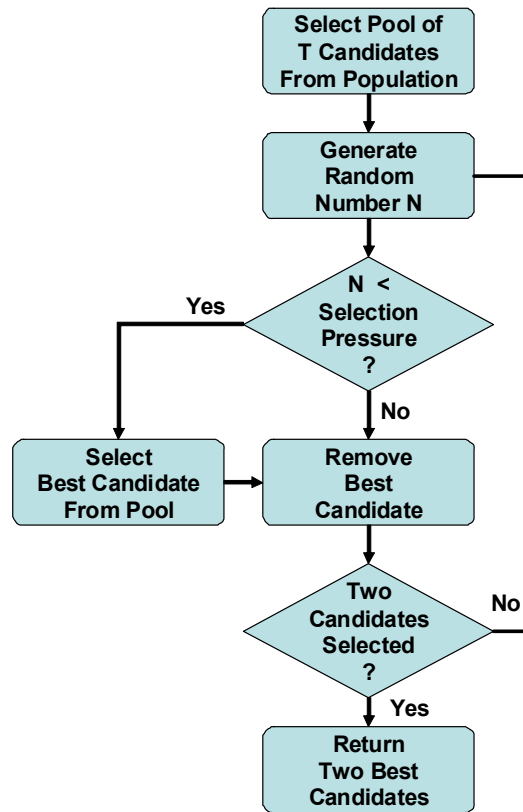 Select Pool of
T Candidates
From Population
Generate
Random
Number N
N <
Selection
Pressure
?
Yes
No
Select
Best Candidate
From Pool
Remove
Best
Candidate
Two
Candidates
Selected
?
No
Yes
Return
Two Best
Candidates